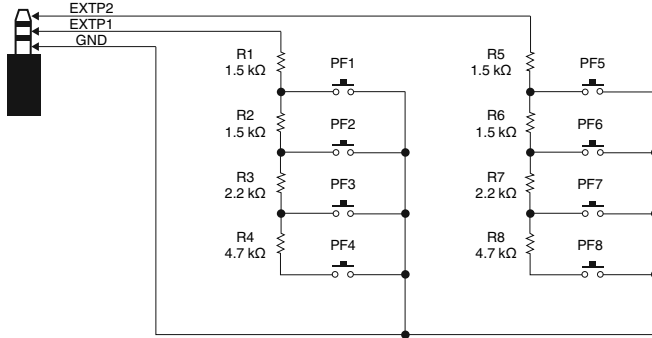 EXTP2
EXTP1
GND
R1
1.5 kΩ
PF1
R2
1.5 kΩ
PF2
R3
2.2 kΩ
PF3
R4
4.7 kΩ
PF4
R5
1.5 kΩ
PF5
R6
1.5 kΩ
PF6
R7
2.2 kΩ
PF7
R8
4.7 kΩ
PF8